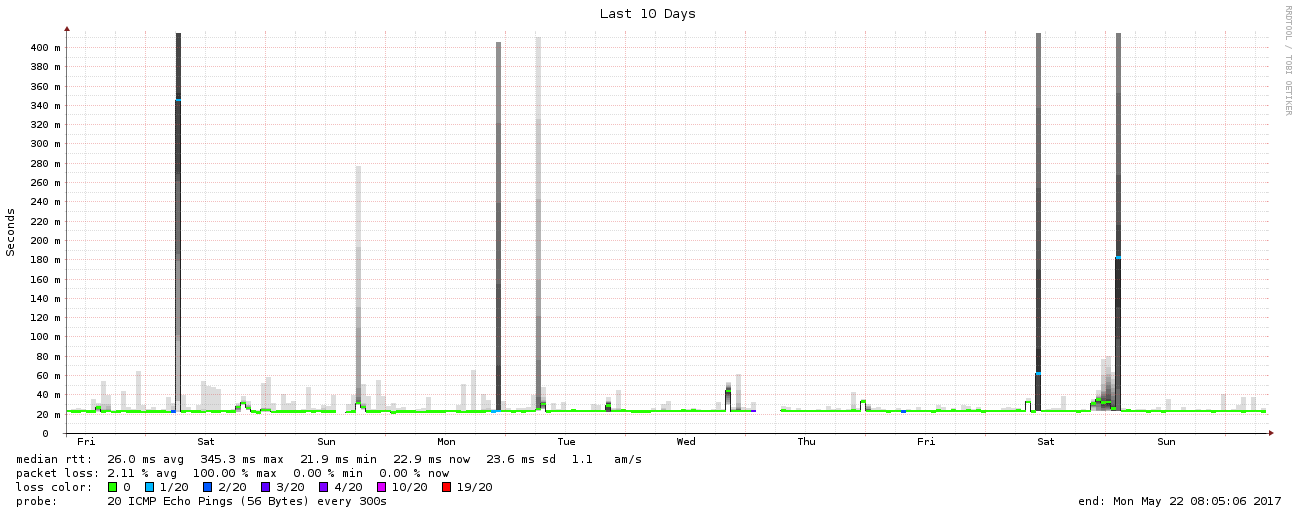 Last 10 Days
RRDTOOL / TOBI OETIKER
Seconds
400 m
380 m
360 m
340 m
320 m
300 m
280 m
260 m
240 m
220 m
200 m
180 m
160 m
140 m
120 m
100 m
80 m
60 m
40 m
20 m
0
Fri Sat Sun Mon Tue Wed Thu Fri Sat Sun
median rtt: 26.0 ms avg 345.3 ms max 21.9 ms min 22.9 ms now 23.6 ms sd 1.1 am/s
packet loss: 2.11 % avg 100.00 % max 0.00 % min 0.00 % now
loss color: 0 1/20 2/20 3/20 4/20 10/20 19/20
probe: 20 ICMP Echo Pings (56 Bytes) every 300s end: Mon May 22 08:05:06 2017